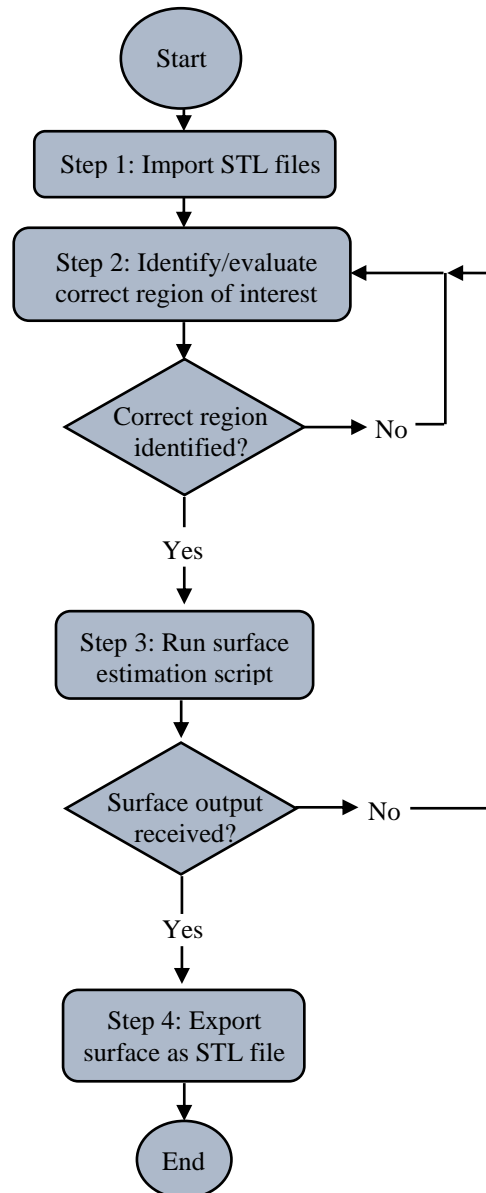 Start
Step 1: Import STL files
Step 2: Identify/evaluate
correct region of interest
Correct region
identified?
No
Yes
Step 3: Run surface
estimation script
Surface output
received?
No
Yes
Step 4: Export
surface as STL file
End